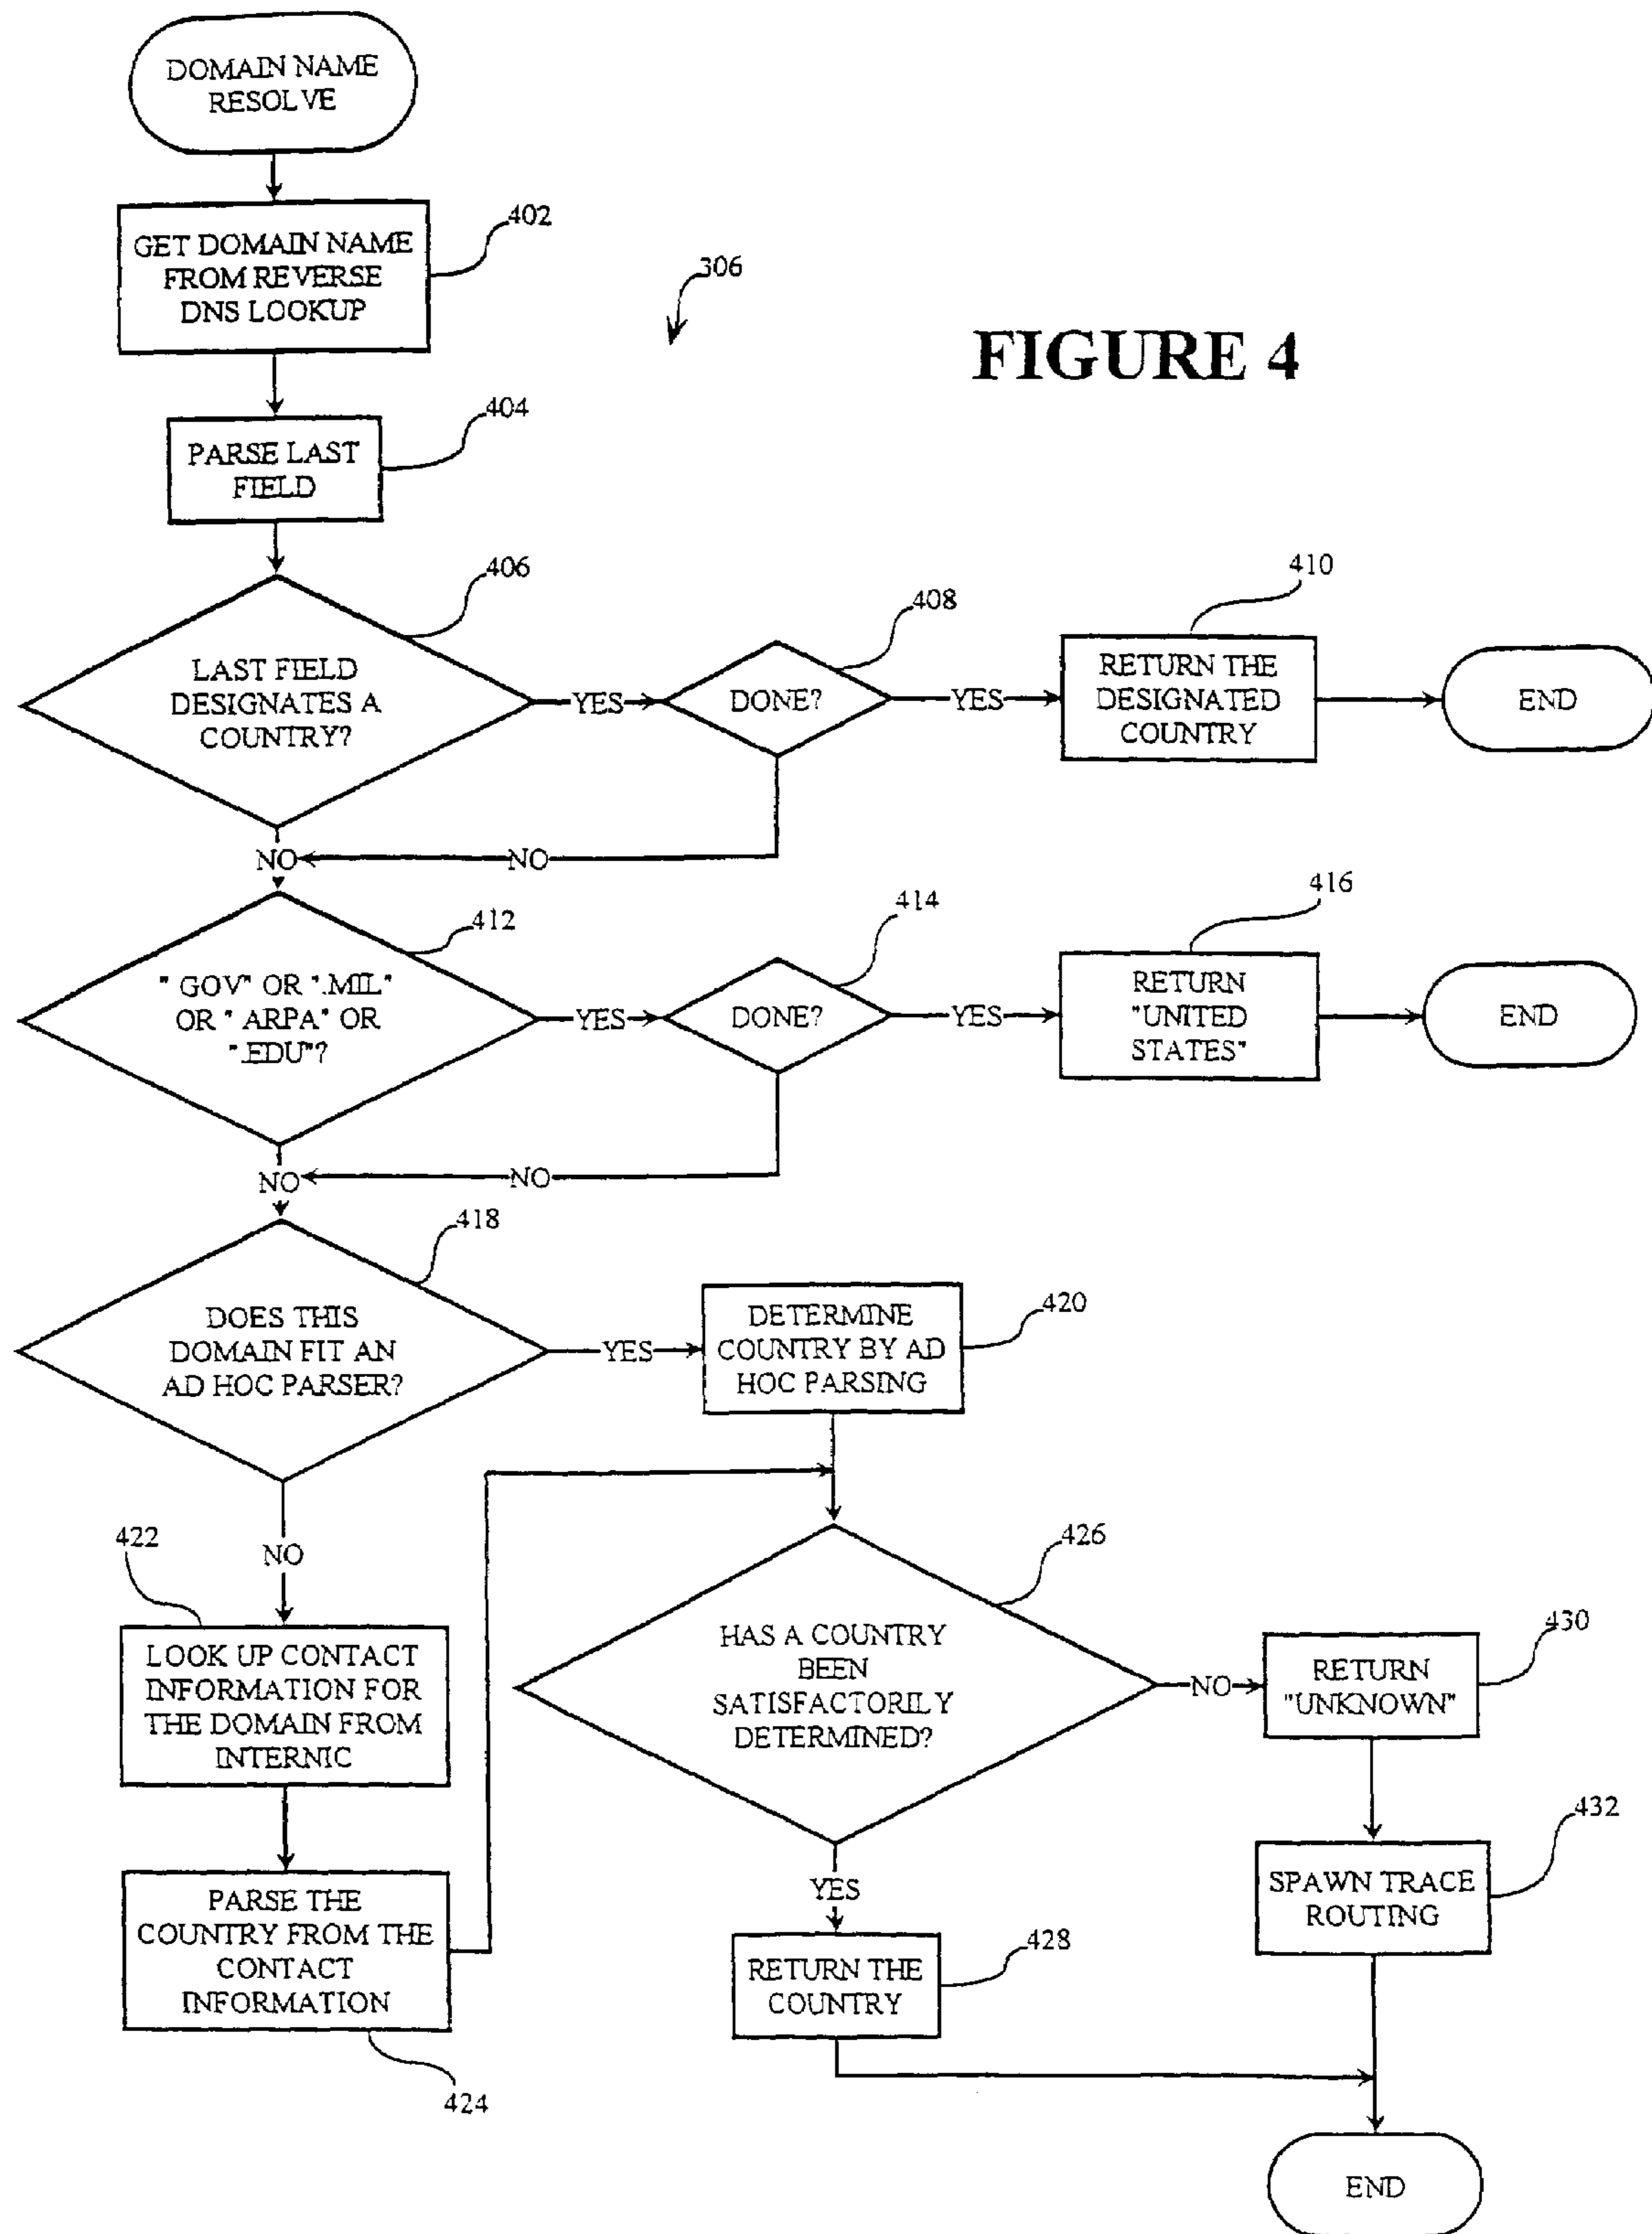 DOMAIN NAME
RESOLVE
402
GET DOMAIN NAME
FROM REVERSE
DNS LOOKUP
306
FIGURE 4
404
PARSE LAST
FIELD
406
LAST FIELD
DESIGNATES A
COUNTRY?
YES
408
DONE?
YES
410
RETURN THE
DESIGNATED
COUNTRY
END
NO
NO
412
" GOV" OR ".MIL"
OR " ARPA" OR
".EDU"?
YES
414
DONE?
YES
416
RETURN
"UNITED
STATES"
END
NO
NO
418
DOES THIS
DOMAIN FIT AN
AD HOC PARSER?
YES
420
DETERMINE
COUNTRY BY AD
HOC PARSING
NO
422
LOOK UP CONTACT
INFORMATION FOR
THE DOMAIN FROM
INTERNIC
PARSE THE
COUNTRY FROM THE
CONTACT
INFORMATION
424
426
HAS A COUNTRY
BEEN
SATISFACTORILY
DETERMINED?
NO
430
RETURN
"UNKNOWN"
432
SPAWN TRACE
ROUTING
YES
428
RETURN THE
COUNTRY
END